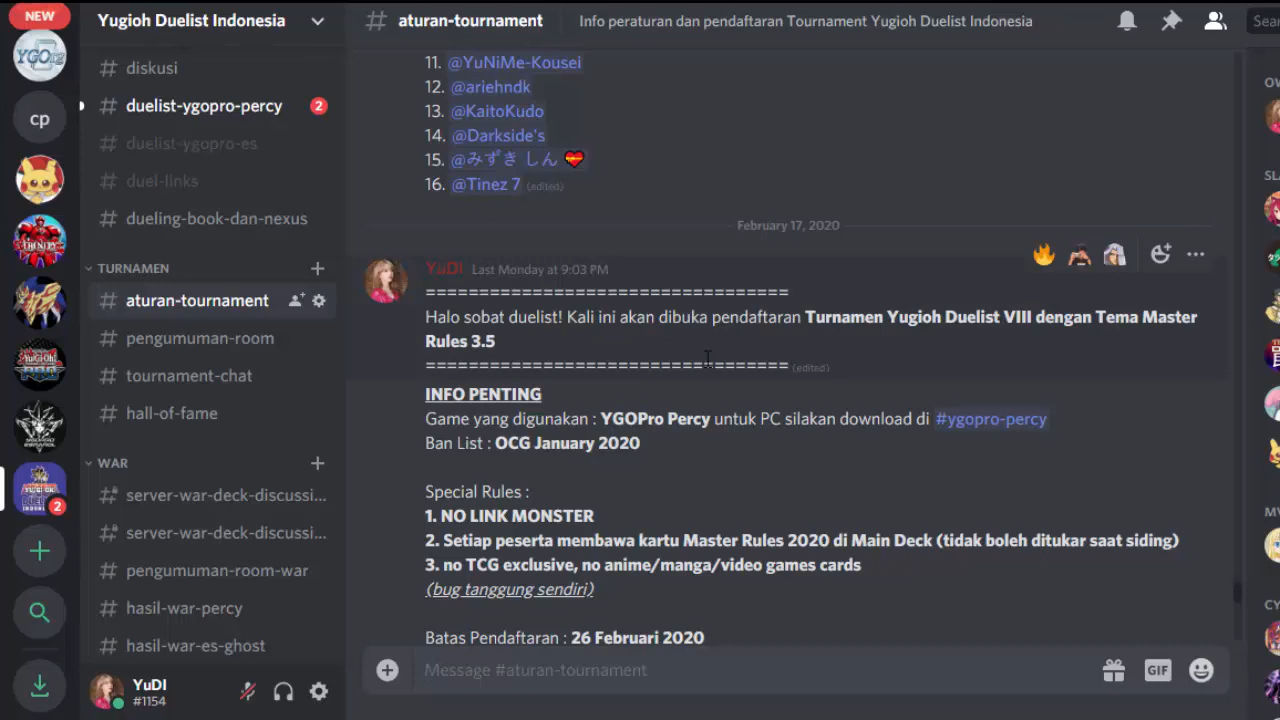 NEW
Yugioh Duelist Indonesia
# aturan-tournament
Info peraturan dan pendaftaran Tournament Yugioh Duelist Indonesia
Sear
YGOrg
cp
2
# diskusi
# duelist-ygopro-percy 2
# duelist-ygopro-es
# duel-links
# dueling-book-dan-nexus
TURNAMEN
# aturan-tournament
# pengumuman-room
# tournament-chat
# hall-of-fame
WAR
server-war-deck-discussi...
server-war-deck-discussi...
# pengumuman-room-war
# hasil-war-percy
# hasil-war-es-ghost
YuDI
#1154
11. @YuNiMe-Kousei
12. @ariehndk
13. @KaitoKudo
14. @Darkside's
15. @みずき しん
16. @Tinez 7 (edited)
February 17, 2020
YuDI Last Monday at 9:03 PM
==================================
Halo sobat duelist! Kali ini akan dibuka pendaftaran Turnamen Yugioh Duelist VIII dengan Tema Master
Rules 3.5
================================== (edited)
INFO PENTING
Game yang digunakan : YGOPro Percy untuk PC silakan download di #ygopro-percy
Ban List : OCG January 2020
Special Rules :
1. NO LINK MONSTER
2. Setiap peserta membawa kartu Master Rules 2020 di Main Deck (tidak boleh ditukar saat siding)
3. no TCG exclusive, no anime/manga/video games cards
(bug tanggung sendiri)
Batas Pendaftaran : 26 Februari 2020
Message #aturan-tournament
GIF
OW
SLA
MY
CY